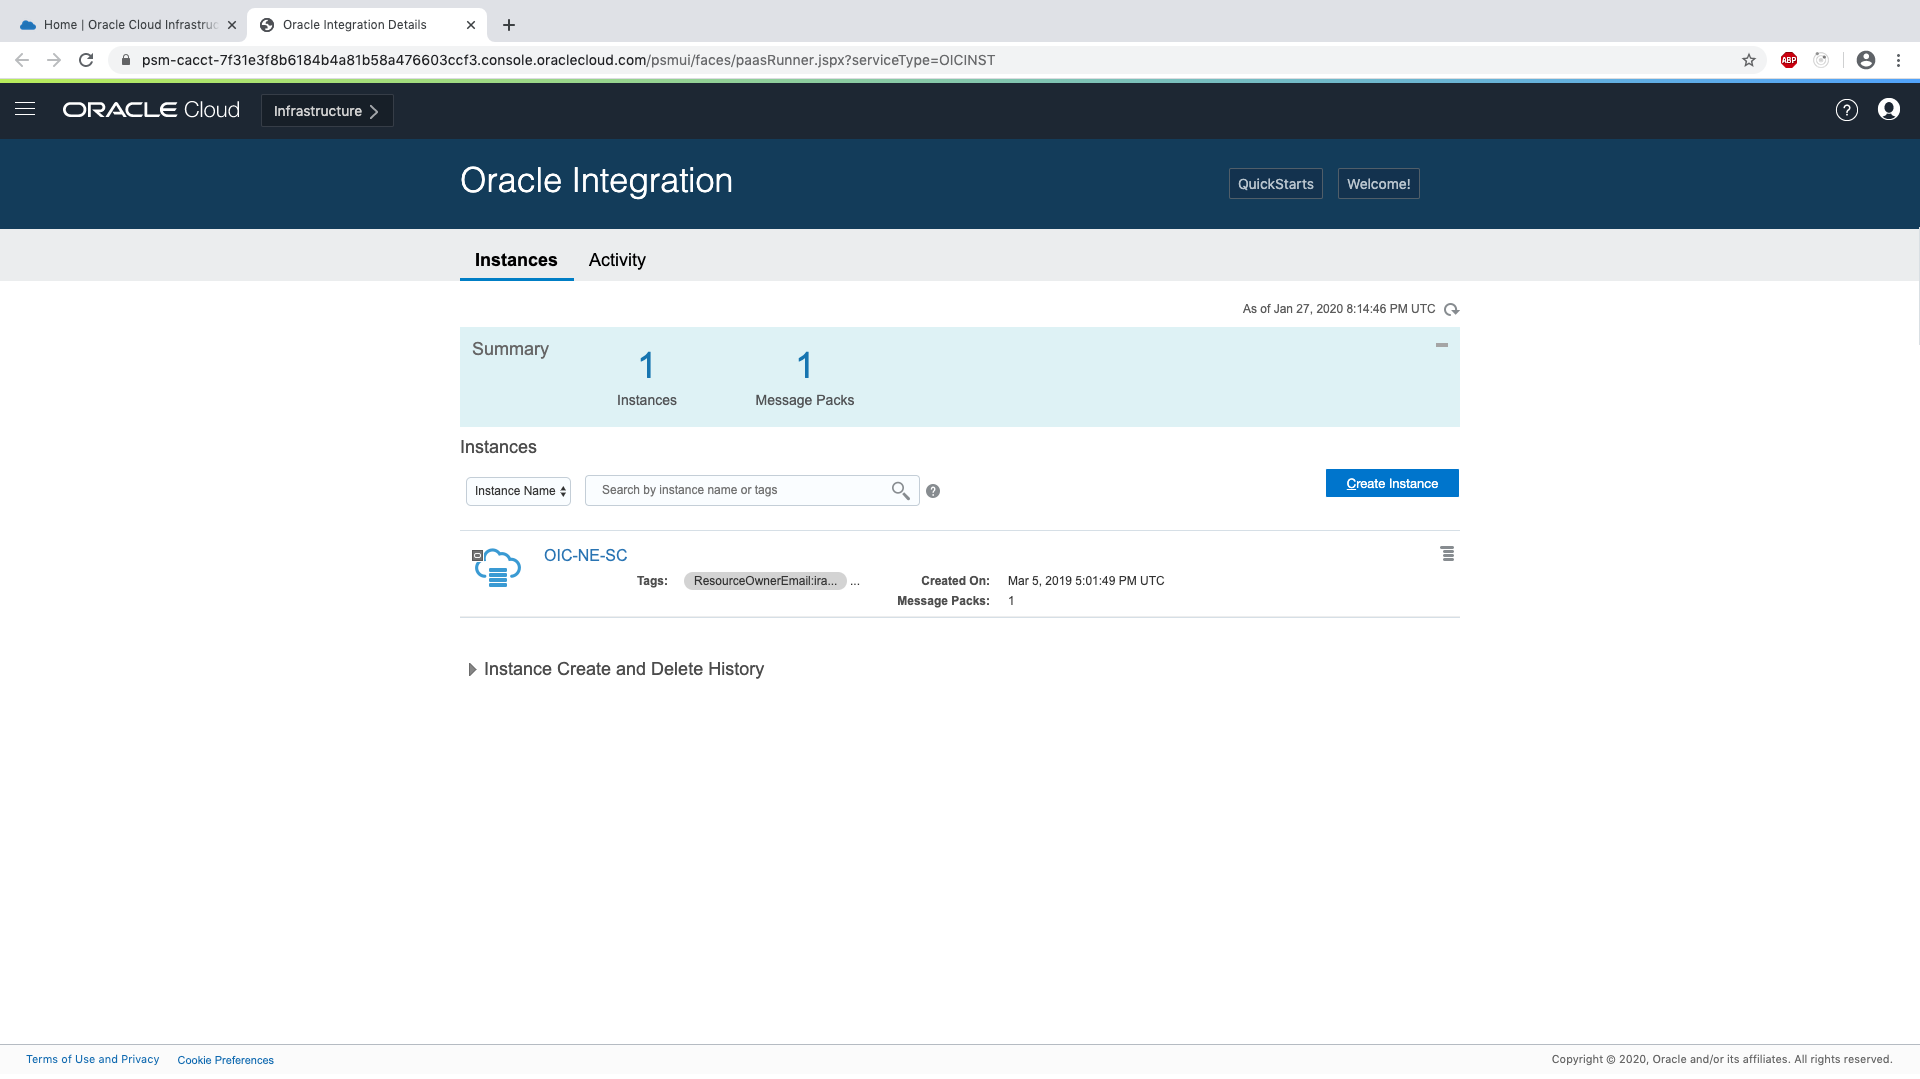 Home | Oracle Cloud Infrastruc
Oracle Integration Details
psm-cacct-7f31e3f8b6184b4a81b58a476603ccf3.console.oraclecloud.com/psmui/faces/paasRunner.jspx?serviceType=OICINST
ABP
ORACLE Cloud
Infrastructure
?
Oracle Integration
QuickStarts
Welcome!
Instances
Activity
As of Jan 27, 2020 8:14:46 PM UTC
Summary
1
Instances
1
Message Packs
Instances
Instance Name
Search by instance name or tags
?
Create Instance
OIC-NE-SC
Tags: ResourceOwnerEmail:ira... ...
Created On: Mar 5, 2019 5:01:49 PM UTC
Message Packs: 1
Instance Create and Delete History
Terms of Use and Privacy
Cookie Preferences
Copyright © 2020, Oracle and/or its affiliates. All rights reserved.